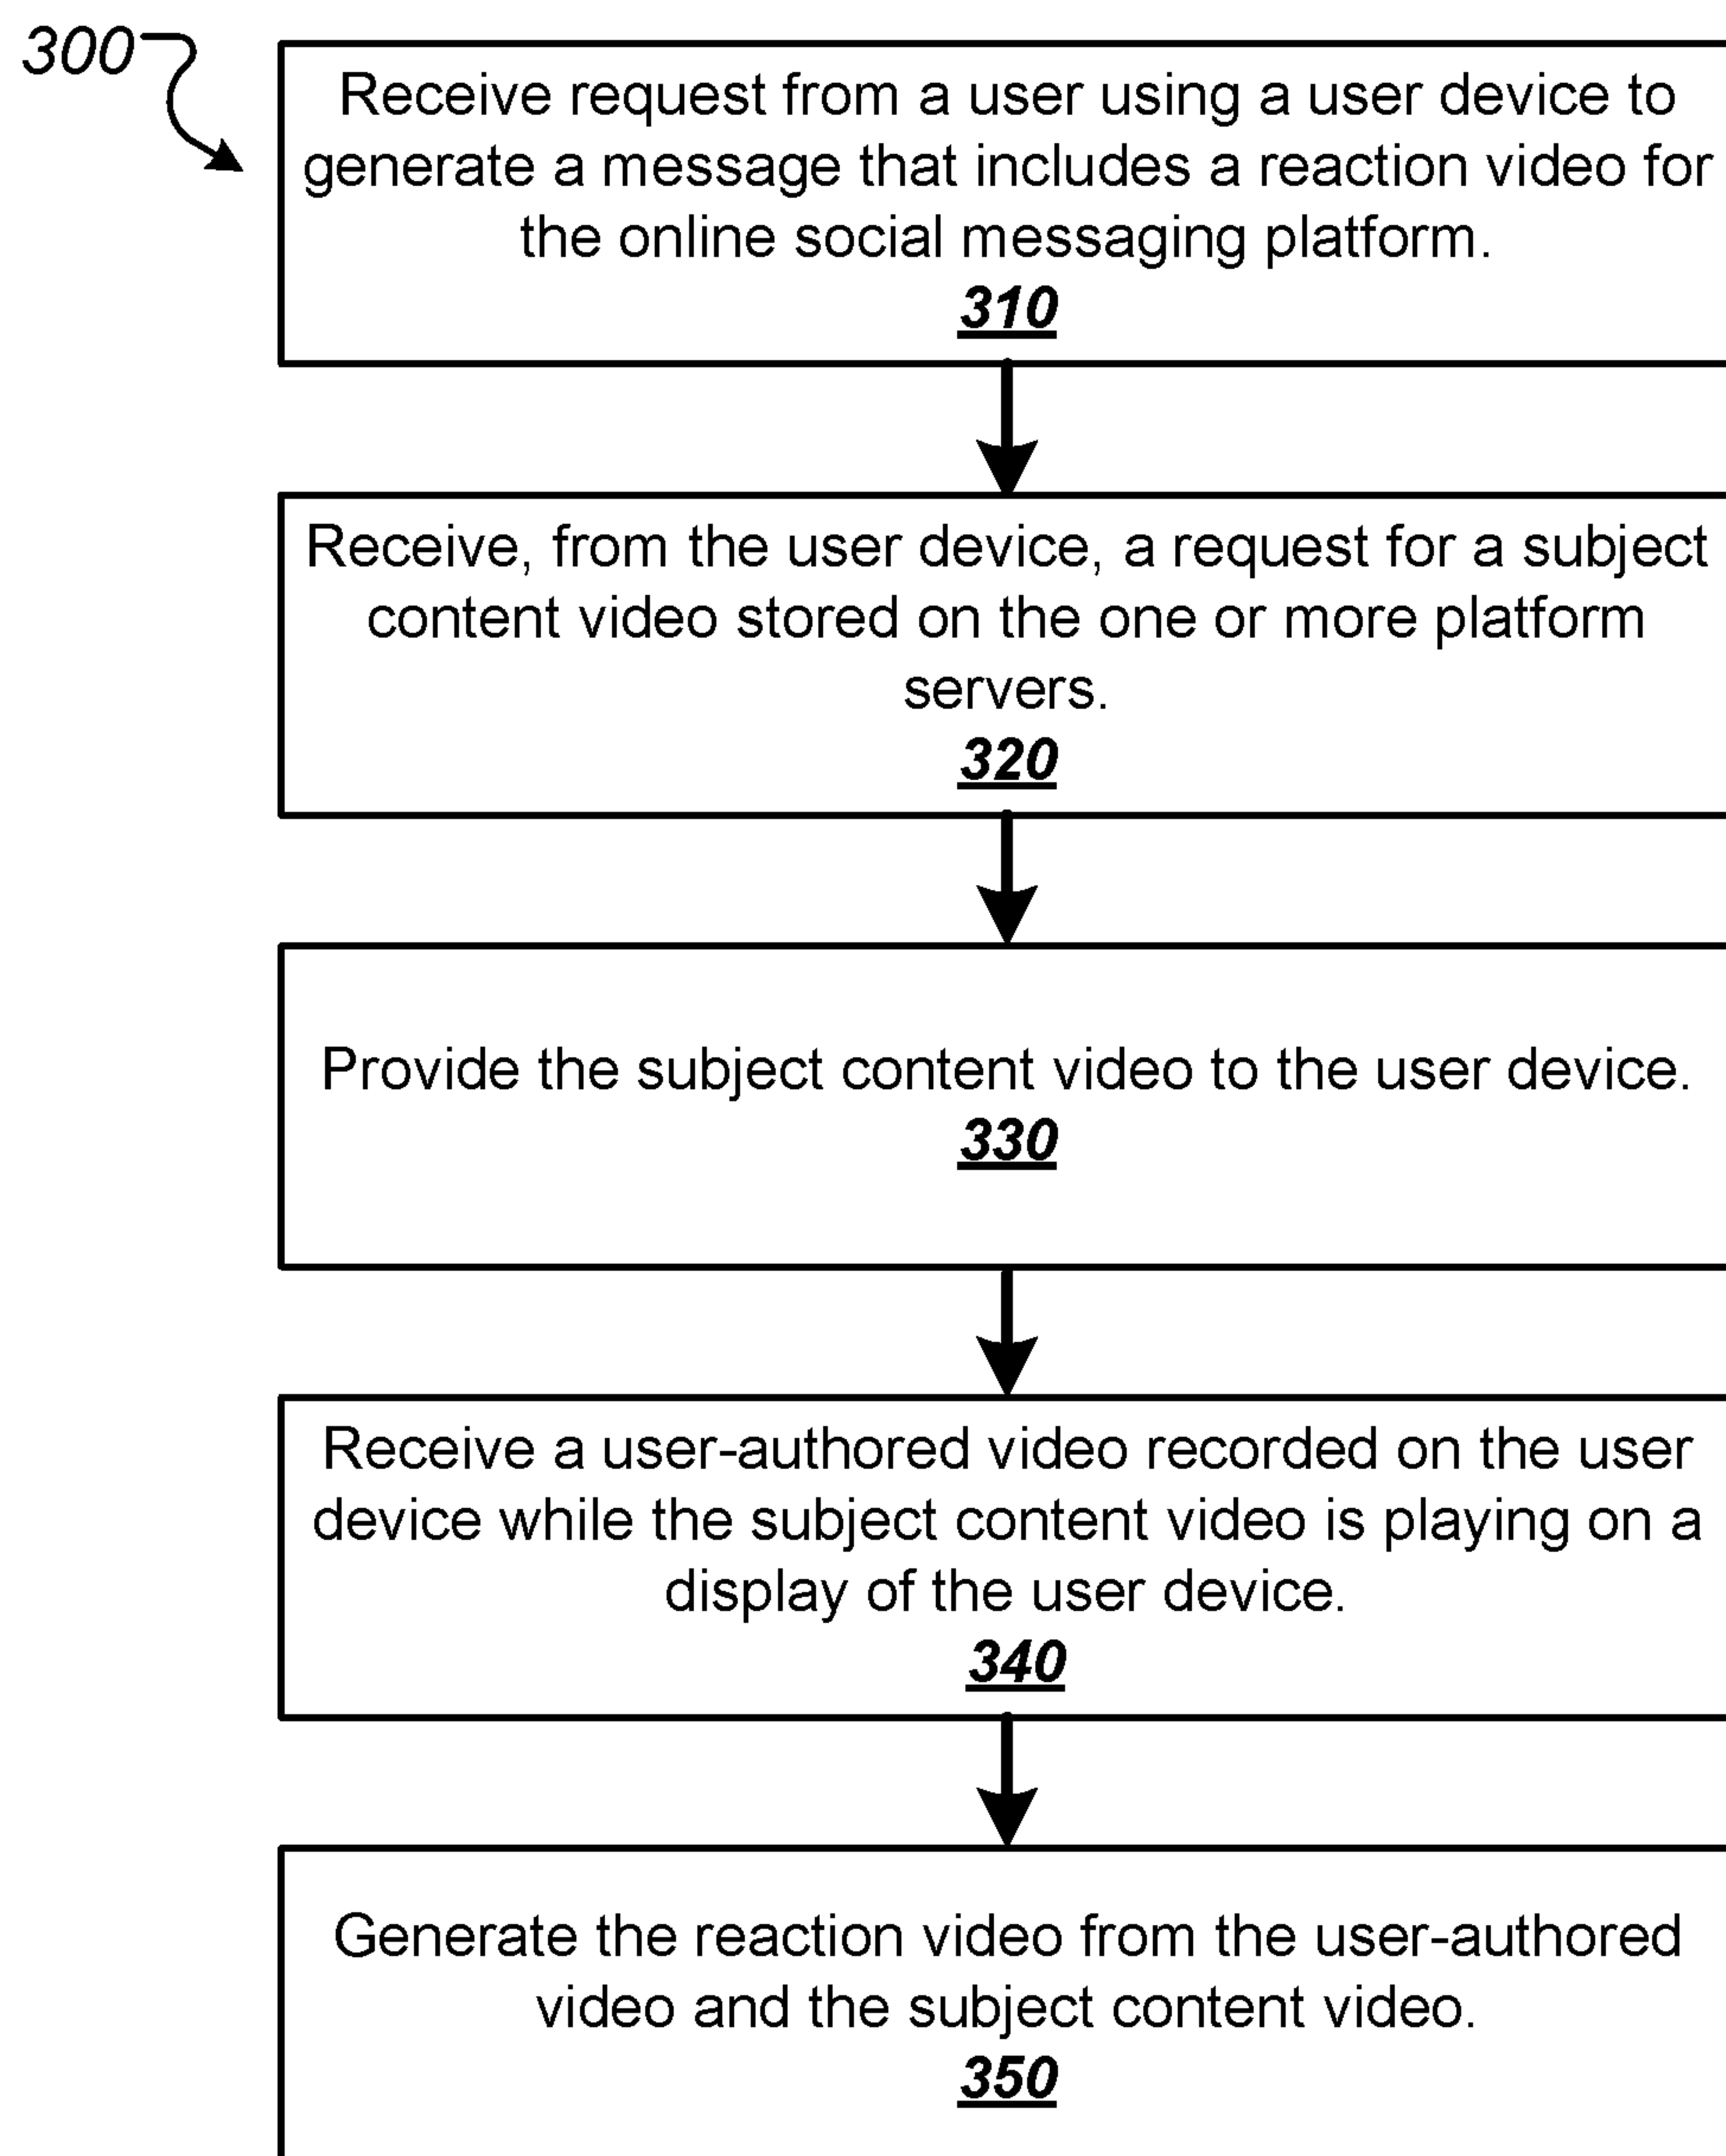 300
Receive request from a user using a user device to
generate a message that includes a reaction video for
the online social messaging platform.
310
Receive, from the user device, a request for a subject
content video stored on the one or more platform
servers.
320
Provide the subject content video to the user device.
330
Receive a user-authored video recorded on the user
device while the subject content video is playing on a
display of the user device.
340
Generate the reaction video from the user-authored
video and the subject content video.
350